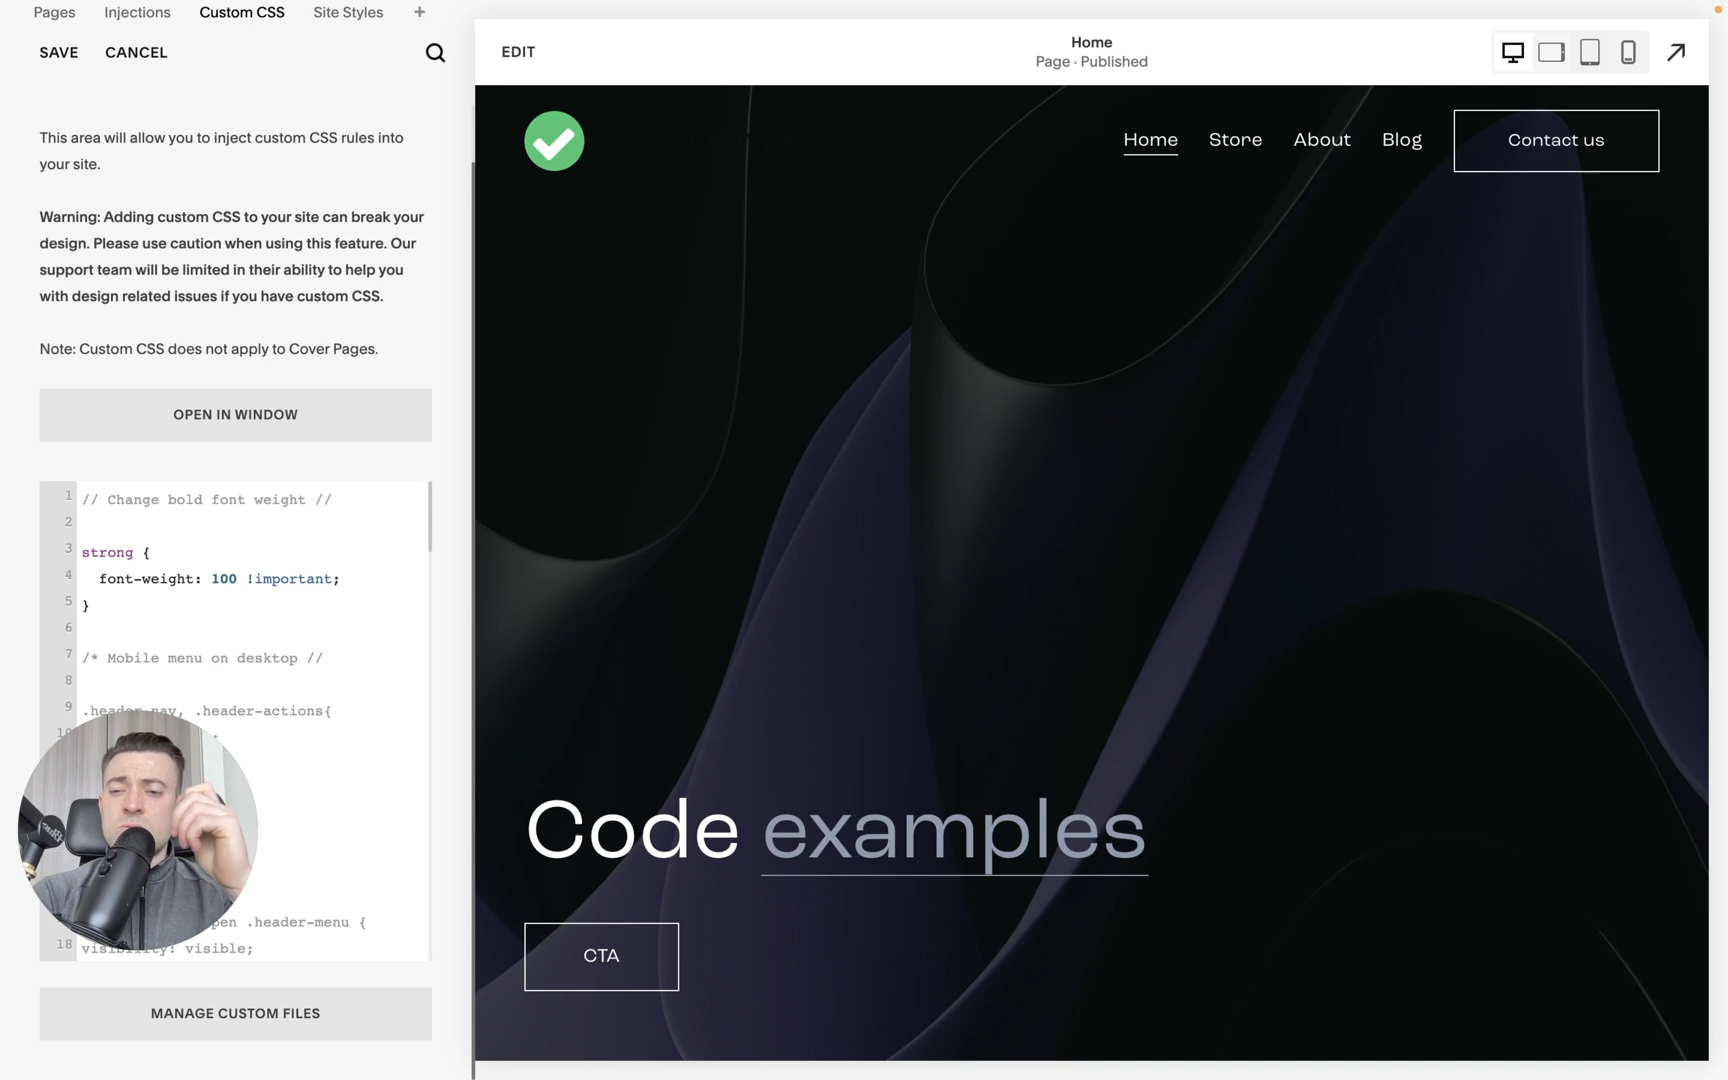 Pages Injections Custom CSS Site Styles +
SAVE CANCEL
This area will allow you to inject custom CSS rules into
your site.
Warning: Adding custom CSS to your site can break your
design. Please use caution when using this feature. Our
support team will be limited in their ability to help you
with design related issues if you have custom CSS.
Note: Custom CSS does not apply to Cover Pages.
OPEN IN WINDOW
1 // Change bold font weight //
2
3 strong {
4 font-weight: 100 !important;
5 }
6
7 /* Mobile menu on desktop //
8
9 .header-nav, .header-actions{
.header-menu {
18 visibility: visible;
MANAGE CUSTOM FILES
EDIT
Home
Page · Published
Home Store About Blog Contact us
Code examples
CTA